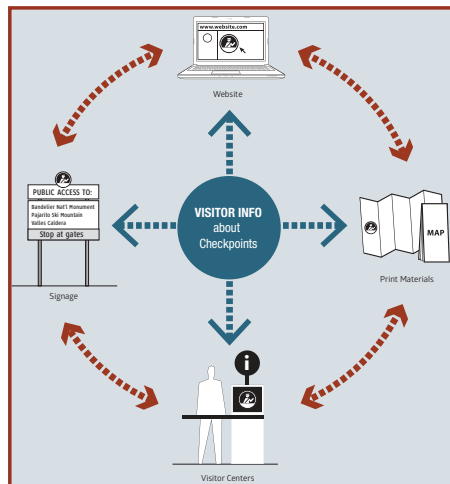 www.website.com
Website
PUBLIC ACCESS TO:
Bandelier Nat'l Monument
Pajarito Ski Mountain
Valles Caldera
Stop at gates
Signage
VISITOR INFO
about
Checkpoints
MAP
Print Materials
i
Visitor Centers